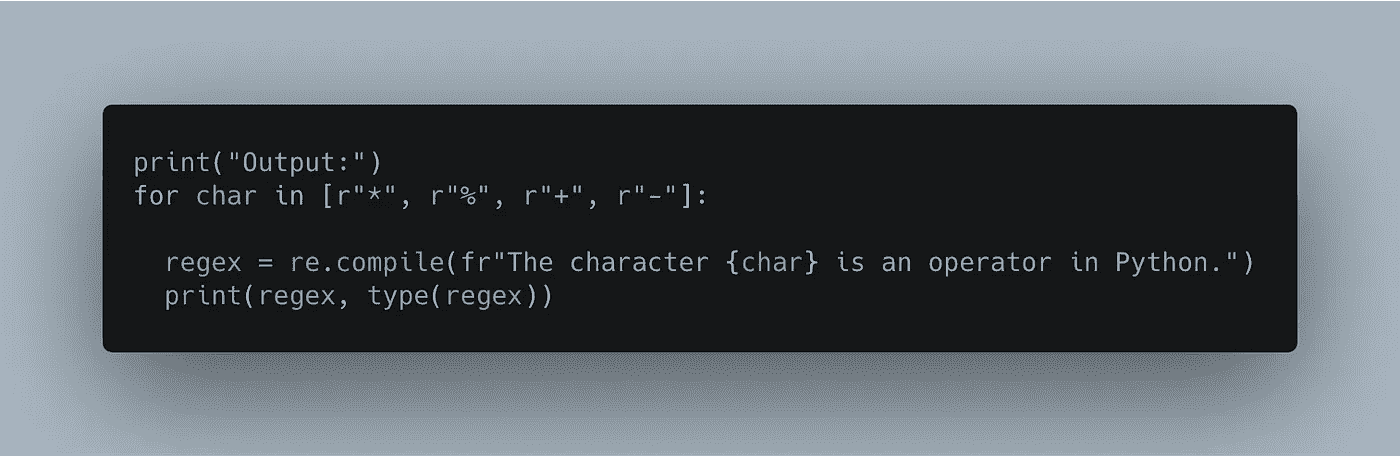 print("Output:")
for char in [r"*", r"%", r"+", r"-"]:
regex = re.compile(fr"The character {char} is an operator in Python.")
print(regex, type(regex))